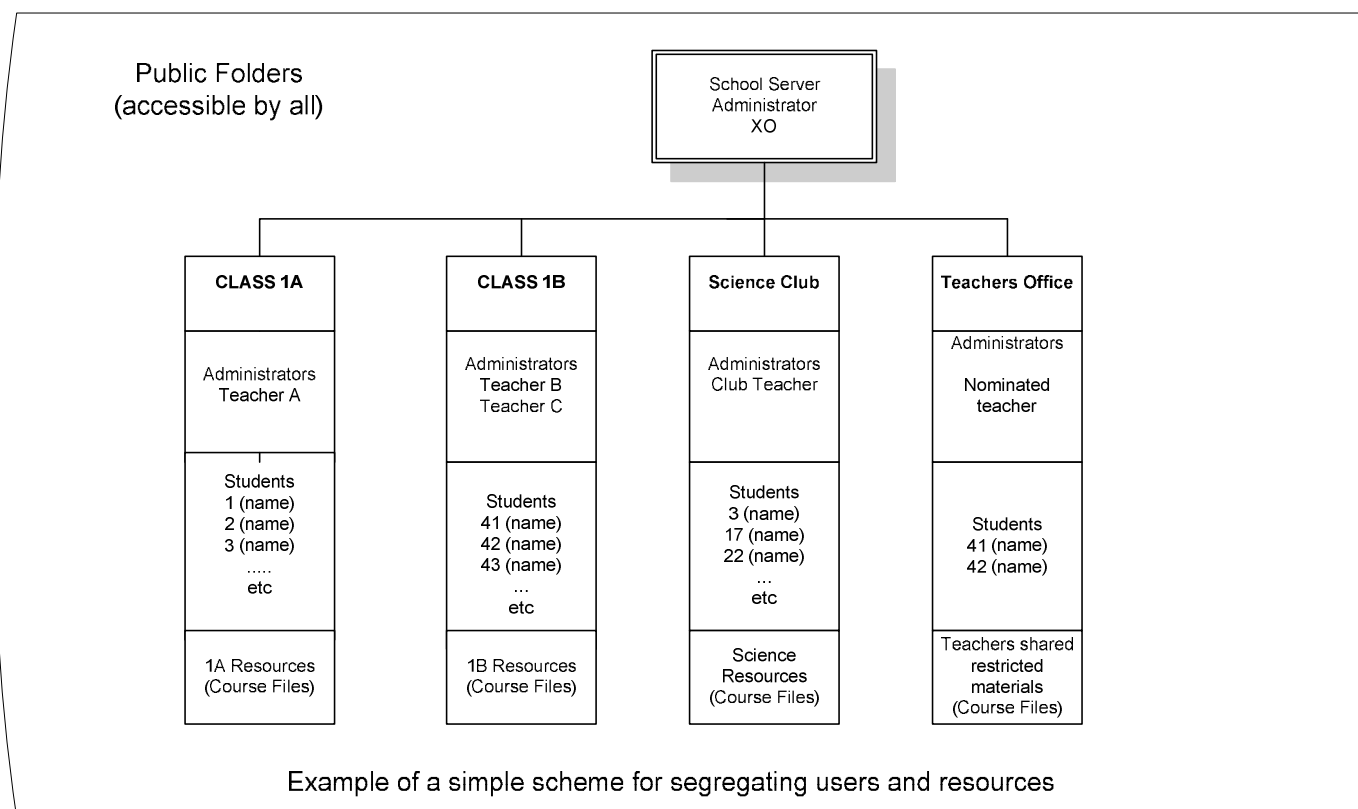 Public Folders
(accessible by all)
School Server
Administrator
XO
CLASS 1A
Administrators
Teacher A
Students
1 (name)
2 (name)
3 (name)
.....
etc
1A Resources
(Course Files)
CLASS 1B
Administrators
Teacher B
Teacher C
Students
41 (name)
42 (name)
43 (name)
...
etc
1B Resources
(Course Files)
Science Club
Administrators
Club Teacher
Students
3 (name)
17 (name)
22 (name)
...
etc
Science
Resources
(Course Files)
Teachers Office
Administrators
Nominated
teacher
Students
41 (name)
42 (name)
Teachers shared
restricted
materials
(Course Files)
Example of a simple scheme for segregating users and resources